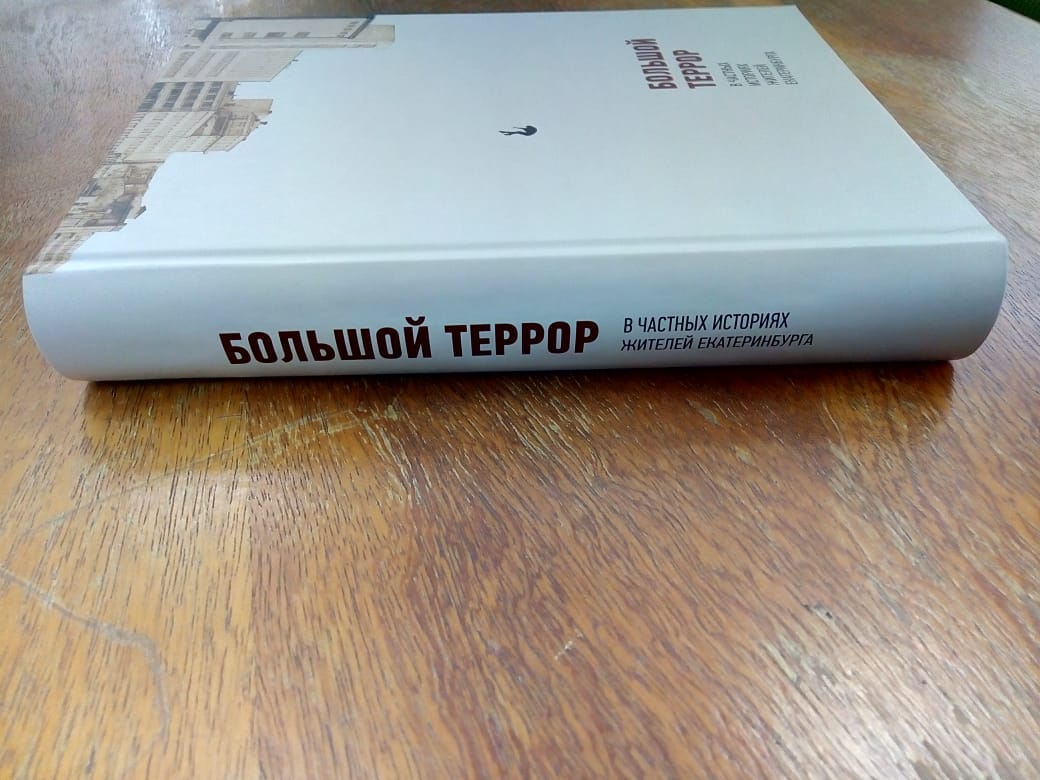 БОЛЬШОЙ
ТЕРРОР
В ЧАСТНЫХ
ИСТОРИЯХ
ЖИТЕЛЕЙ
ЕКАТЕРИНБУРГА
БОЛЬШОЙ ТЕРРОР
В ЧАСТНЫХ ИСТОРИЯХ
ЖИТЕЛЕЙ ЕКАТЕРИНБУРГА